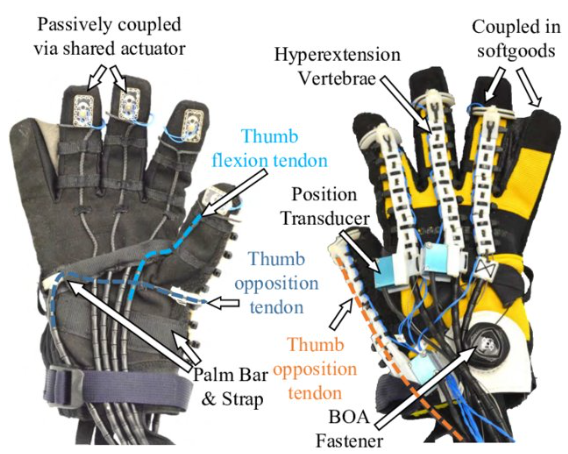 Passively coupled
via shared actuator
Coupled in
softgoods
Hyperextension
Vertebrae
Thumb
flexion tendon
Position
Transducer
Thumb
opposition
tendon
Thumb
opposition
tendon
Palm Bar
& Strap
BOA
Fastener